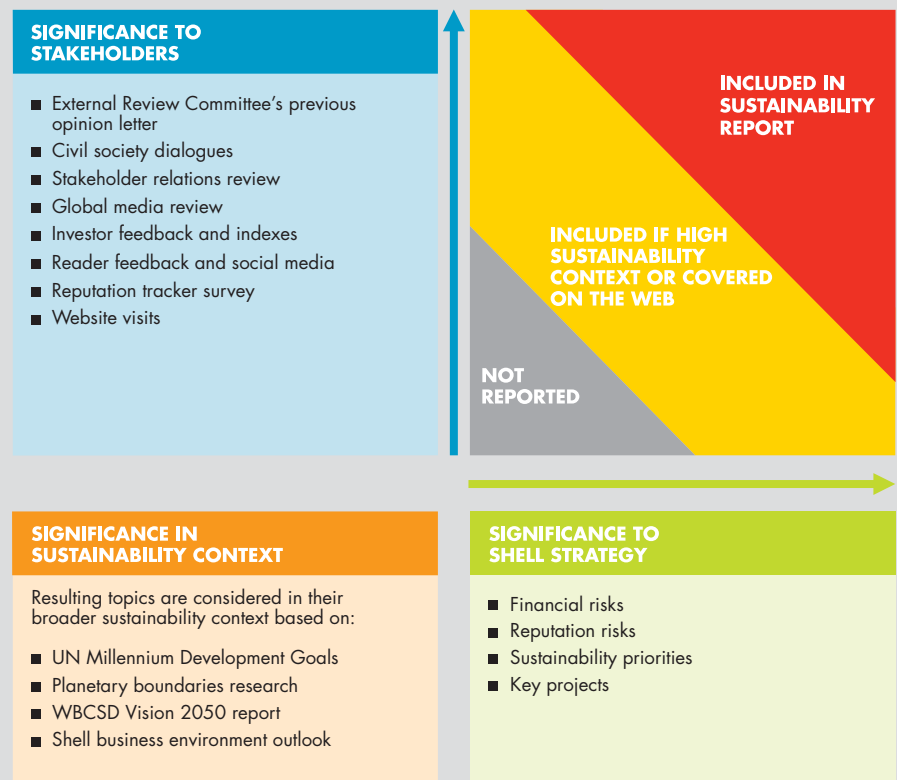 SIGNIFICANCE TO
STAKEHOLDERS
■ External Review Committee's previous
opinion letter
■ Civil society dialogues
■ Stakeholder relations review
■ Global media review
■ Investor feedback and indexes
■ Reader feedback and social media
■ Reputation tracker survey
■ Website visits
INCLUDED IN
SUSTAINABILITY
REPORT
INCLUDED IF HIGH
SUSTAINABILITY
CONTEXT OR COVERED
ON THE WEB
NOT
REPORTED
SIGNIFICANCE IN
SUSTAINABILITY CONTEXT
Resulting topics are considered in their
broader sustainability context based on:
■ UN Millennium Development Goals
■ Planetary boundaries research
■ WBCSD Vision 2050 report
■ Shell business environment outlook
SIGNIFICANCE TO
SHELL STRATEGY
■ Financial risks
■ Reputation risks
■ Sustainability priorities
■ Key projects